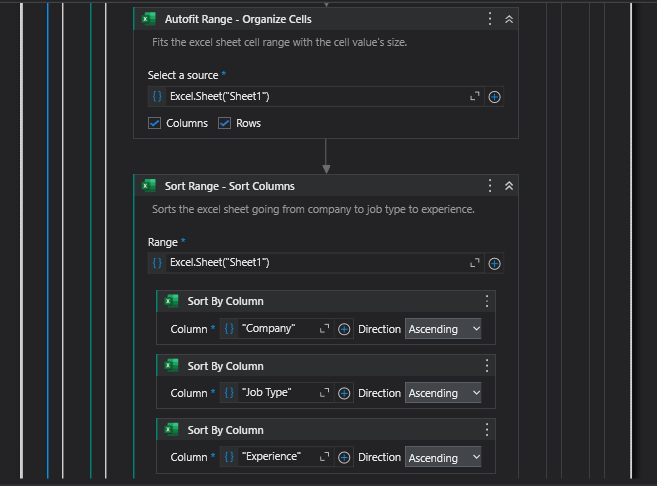 Autofit Range - Organize Cells
Fits the excel sheet cell range with the cell value's size.
Select a source *
{ } Excel.Sheet("Sheet1")
Columns Rows
Sort Range - Sort Columns
Sorts the excel sheet going from company to job type to experience.
Range *
{ } Excel.Sheet("Sheet1")
Sort By Column
Column * { } "Company" Direction Ascending
Sort By Column
Column * { } "Job Type" Direction Ascending
Sort By Column
Column * { } "Experience" Direction Ascending